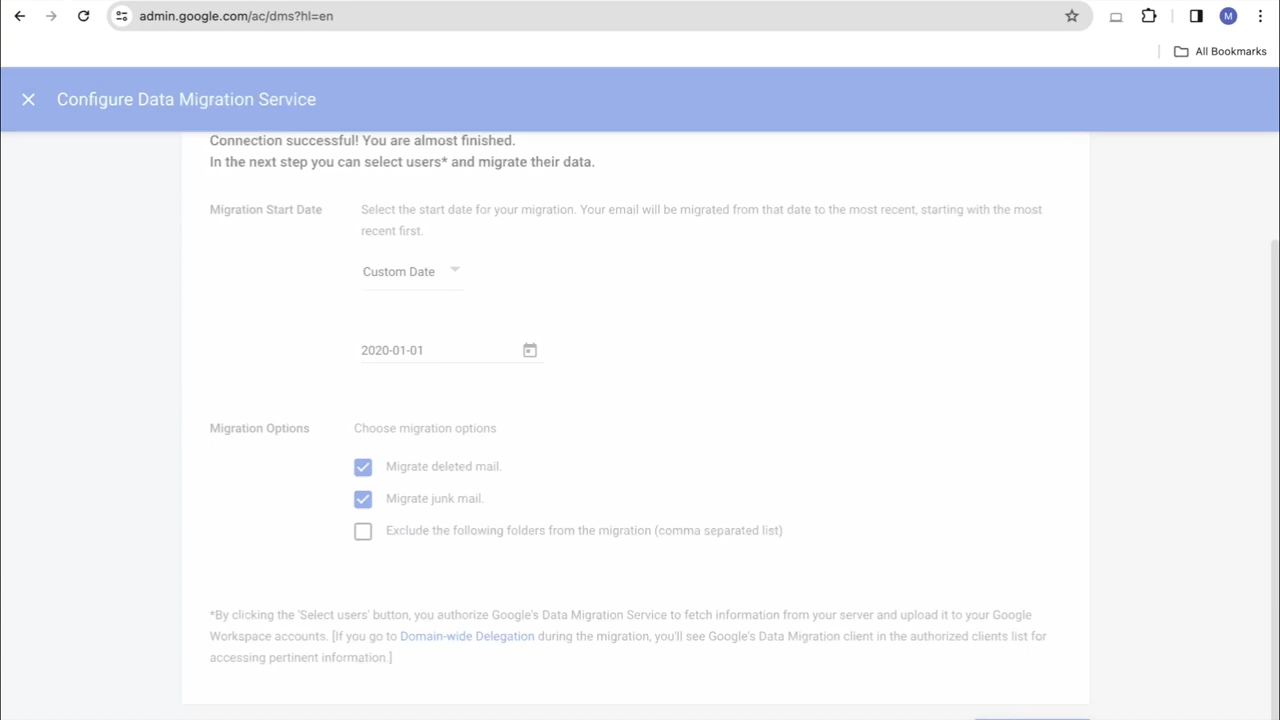 admin.google.com/ac/dms?hl=en
M
All Bookmarks
Configure Data Migration Service
Connection successful! You are almost finished.
In the next step you can select users* and migrate their data.
Migration Start Date
Select the start date for your migration. Your email will be migrated from that date to the most recent, starting with the most
recent first.
Custom Date
2020-01-01
Migration Options
Choose migration options
Migrate deleted mail.
Migrate junk mail.
Exclude the following folders from the migration (comma separated list)
*By clicking the 'Select users' button, you authorize Google's Data Migration Service to fetch information from your server and upload it to your Google
Workspace accounts. [If you go to Domain-wide Delegation during the migration, you'll see Google's Data Migration client in the authorized clients list for
accessing pertinent information.]